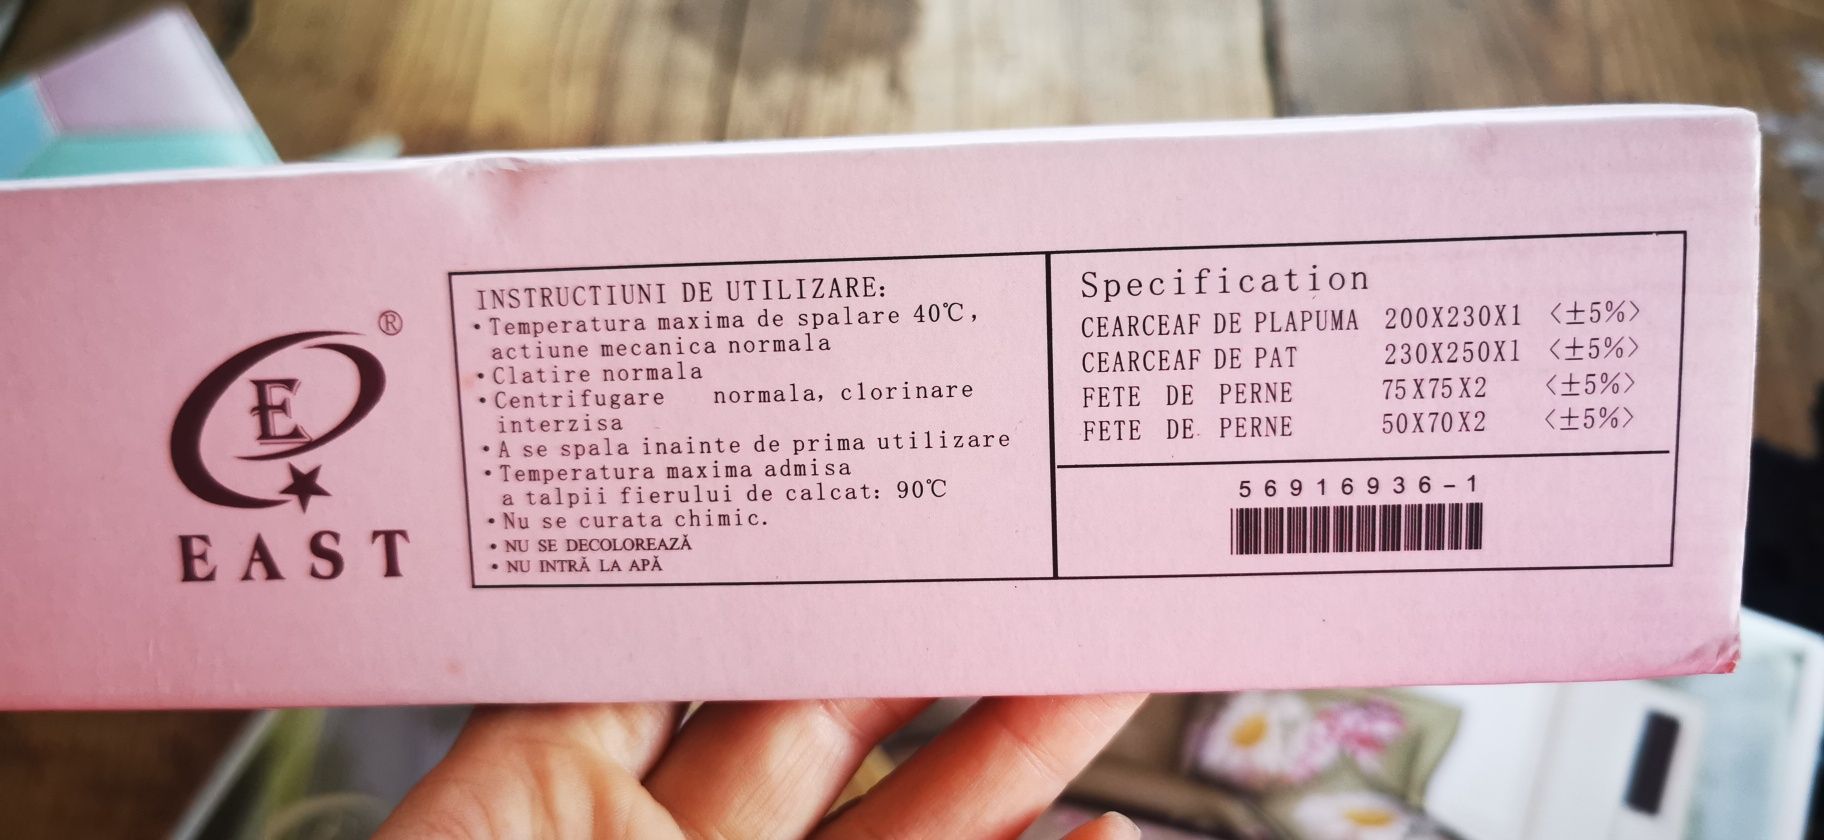 E
®
EAST
INSTRUCTIUNI DE UTILIZARE:
• Temperatura maxima de spalare 40℃,
actiune mecanica normala
• Clatire normala
• Centrifugare normala, clorinare
interzisa
• A se spala inainte de prima utilizare
• Temperatura maxima admisa
a talpii fierului de calcat: 90℃
• Nu se curata chimic.
• NU SE DECOLOREAZĂ
• NU INTRĂ LA APĂ
Specification
CEARCEAF DE PLAPUMA 200X230X1 <±5%>
CEARCEAF DE PAT 230X250X1 <±5%>
FETE DE PERNE 75X75X2 <±5%>
FETE DE PERNE 50X70X2 <±5%>
56916936-1